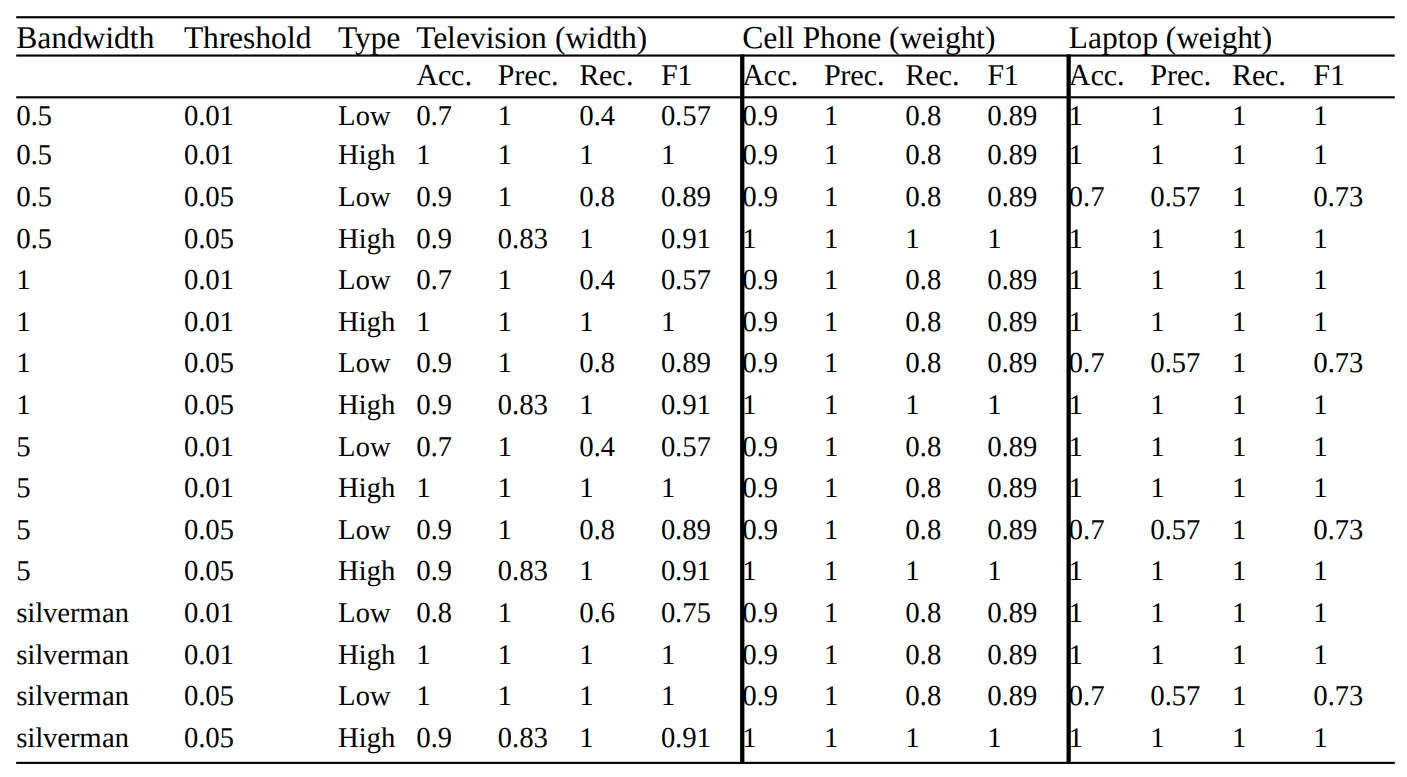 Bandwidth Threshold Type Television (width) Cell Phone (weight) Laptop (weight)
Acc. Prec. Rec. F1 Acc. Prec. Rec. F1 Acc. Prec. Rec. F1
0.5 0.01 Low 0.7 1 0.4 0.57 0.9 1 0.8 0.89 1 1 1 1
0.5 0.01 High 1 1 1 1 0.9 1 0.8 0.89 1 1 1 1
0.5 0.05 Low 0.9 1 0.8 0.89 0.9 1 0.8 0.89 0.7 0.57 1 0.73
0.5 0.05 High 0.9 0.83 1 0.91 1 1 1 1 1 1 1 1
1 0.01 Low 0.7 1 0.4 0.57 0.9 1 0.8 0.89 1 1 1 1
1 0.01 High 1 1 1 1 0.9 1 0.8 0.89 1 1 1 1
1 0.05 Low 0.9 1 0.8 0.89 0.9 1 0.8 0.89 0.7 0.57 1 0.73
1 0.05 High 0.9 0.83 1 0.91 1 1 1 1 1 1 1 1
5 0.01 Low 0.7 1 0.4 0.57 0.9 1 0.8 0.89 1 1 1 1
5 0.01 High 1 1 1 1 0.9 1 0.8 0.89 1 1 1 1
5 0.05 Low 0.9 1 0.8 0.89 0.9 1 0.8 0.89 0.7 0.57 1 0.73
5 0.05 High 0.9 0.83 1 0.91 1 1 1 1 1 1 1 1
silverman 0.01 Low 0.8 1 0.6 0.75 0.9 1 0.8 0.89 1 1 1 1
silverman 0.01 High 1 1 1 1 0.9 1 0.8 0.89 1 1 1 1
silverman 0.05 Low 1 1 1 1 0.9 1 0.8 0.89 0.7 0.57 1 0.73
silverman 0.05 High 0.9 0.83 1 0.91 1 1 1 1 1 1 1 1